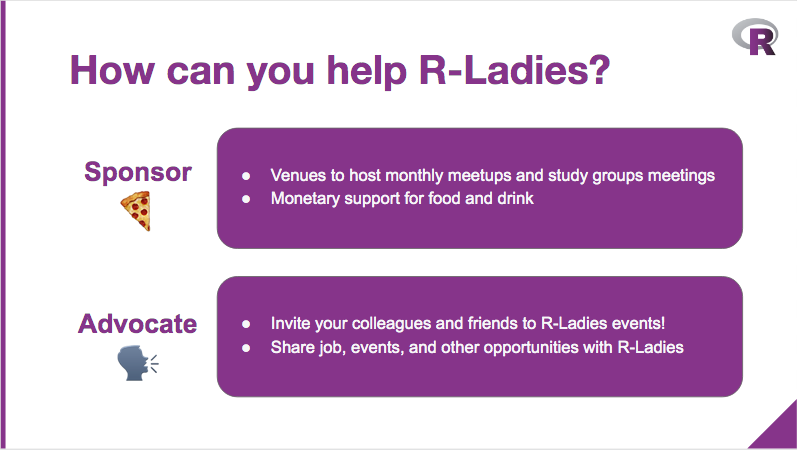 R
How can you help R-Ladies?
Sponsor
● Venues to host monthly meetups and study groups meetings
● Monetary support for food and drink
Advocate
● Invite your colleagues and friends to R-Ladies events!
● Share job, events, and other opportunities with R-Ladies